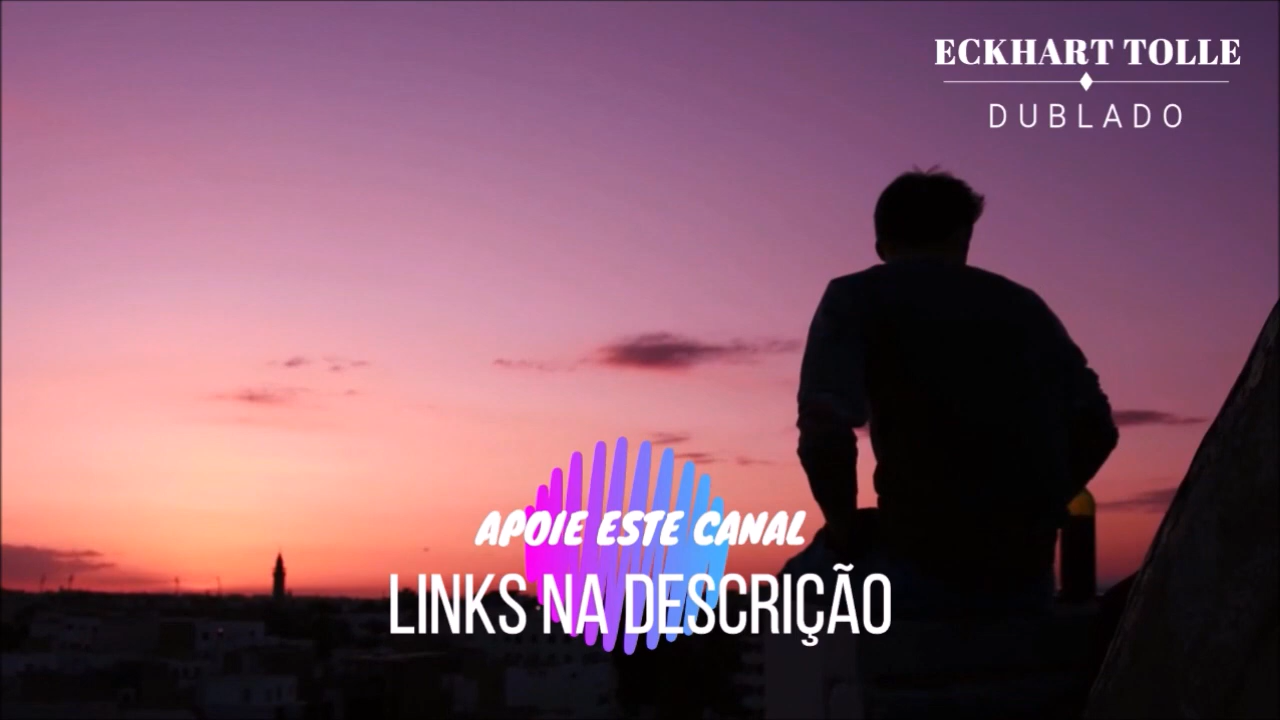 ECKHART TOLLE
DUBLADO
APOIE ESTE CANAL
LINKS NA DESCRIÇÃO